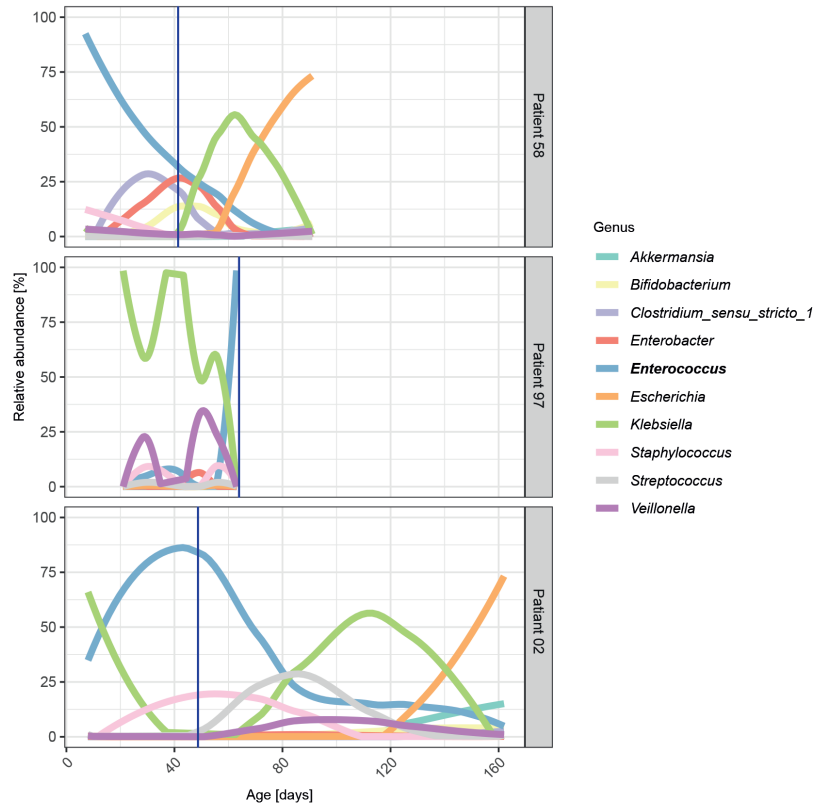 100
75
50
25
0
Patient 58
100
75
50
25
0
Patient 97
100
75
50
25
0
Patiant 02
Relative abundance [%]
0
40
80
120
160
Age [days]
Genus
Akkermansia
Bifidobacterium
Clostridium_sensu_stricto_1
Enterobacter
Enterococcus
Escherichia
Klebsiella
Staphylococcus
Streptococcus
Veillonella